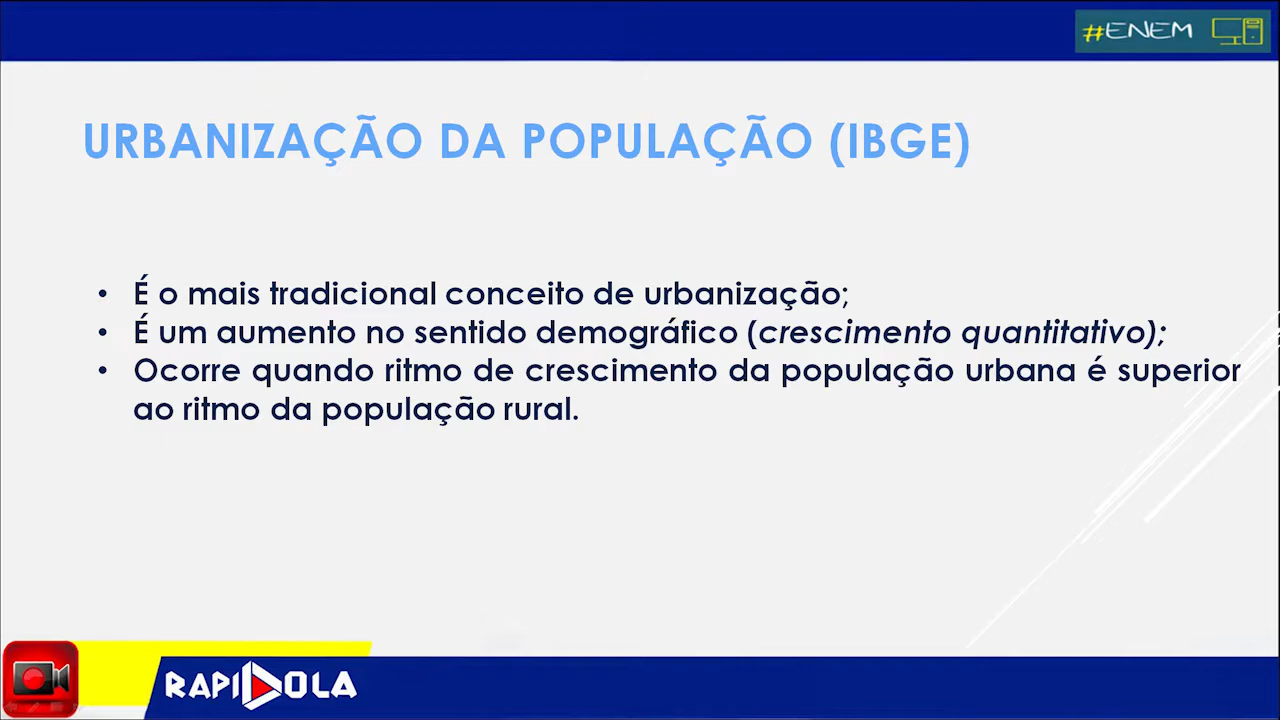 #ENEM
URBANIZAÇÃO DA POPULAÇÃO (IBGE)
• É o mais tradicional conceito de urbanização;
• É um aumento no sentido demográfico (crescimento quantitativo);
• Ocorre quando ritmo de crescimento da população urbana é superior
ao ritmo da população rural.
RAPIDOLA